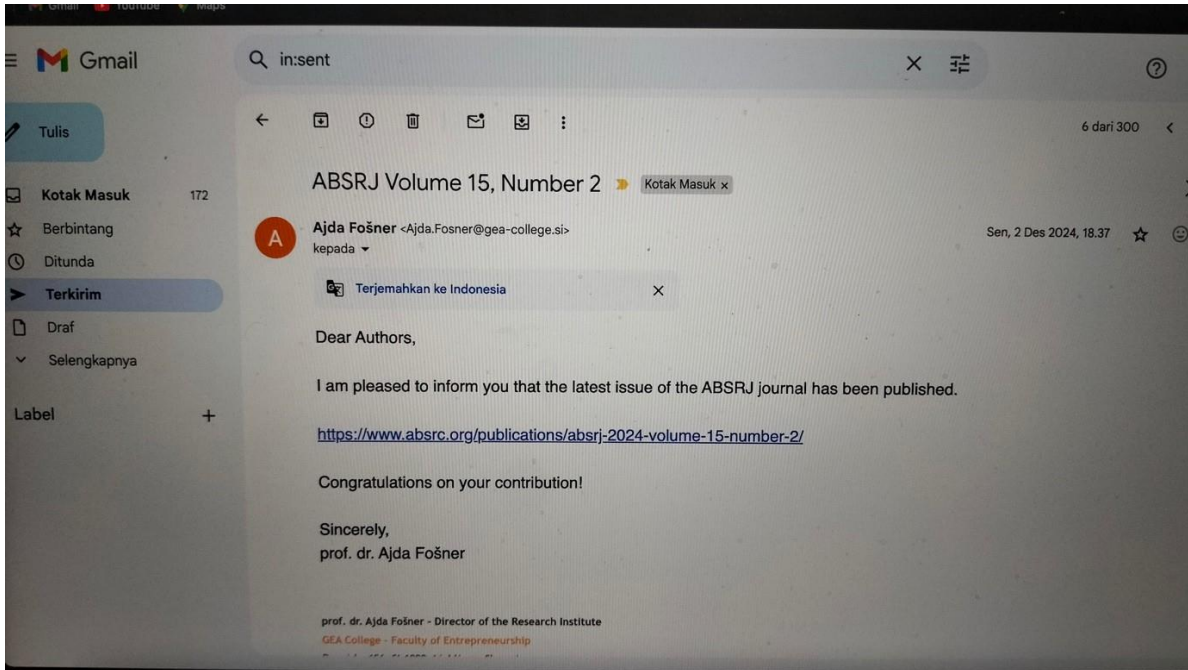 Gmail YouTube Maps
Gmail
in:sent
Tulis
6 dari 300
ABSRJ Volume 15, Number 2 Kotak Masuk x
Kotak Masuk 172
Berbintang
Ditunda
Terkirim
Draf
Selengkapnya
Label +
A
Ajda Fošner <Ajda.Fosner@gea-college.si>
Sen, 2 Des 2024, 18.37
kepada
Terjemahkan ke Indonesia
Dear Authors,
I am pleased to inform you that the latest issue of the ABSRJ journal has been published.
https://www.absrc.org/publications/absrj-2024-volume-15-number-2/
Congratulations on your contribution!
Sincerely,
prof. dr. Ajda Fošner
prof. dr. Ajda Fošner - Director of the Research Institute
GEA College - Faculty of Entrepreneurship